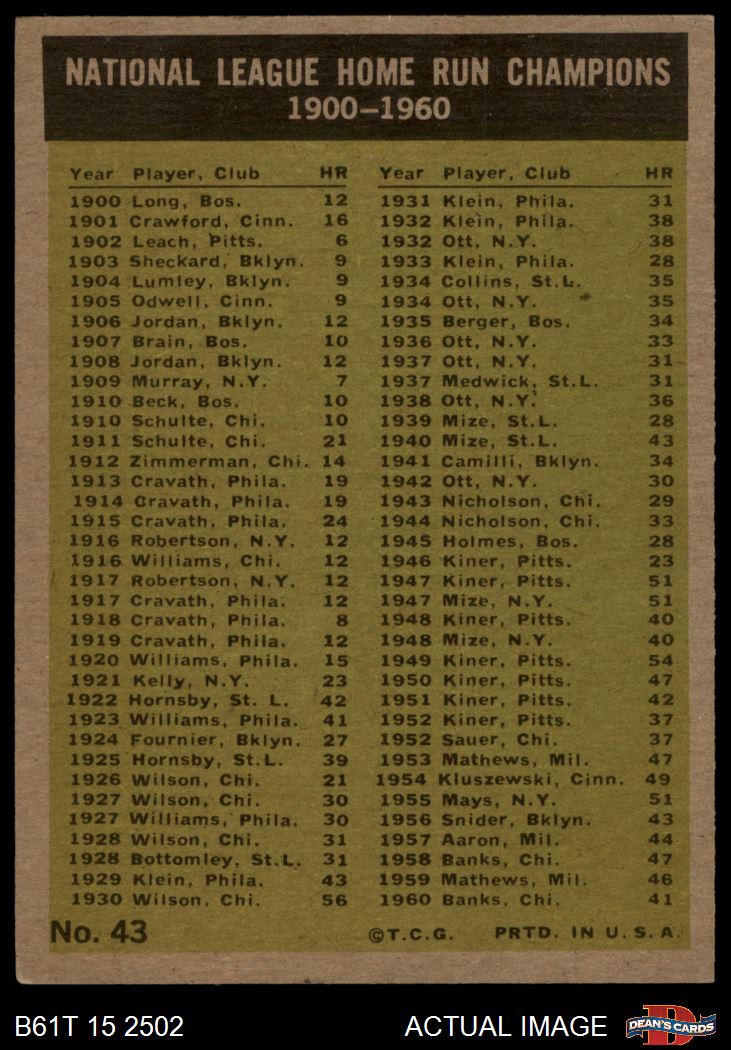 NATIONAL LEAGUE HOME RUN CHAMPIONS
1900-1960
Year Player, Club HR
1900 Long, Bos. 12
1901 Crawford, Cinn. 16
1902 Leach, Pitts. 6
1903 Sheckard, Bklyn. 9
1904 Lumley, Bklyn. 9
1905 Odwell, Cinn. 9
1906 Jordan, Bklyn. 12
1907 Brain, Bos. 10
1908 Jordan, Bklyn. 12
1909 Murray, N.Y. 7
1910 Beck, Bos. 10
1910 Schulte, Chi. 10
1911 Schulte, Chi. 21
1912 Zimmerman, Chi. 14
1913 Cravath, Phila. 19
1914 Cravath, Phila. 19
1915 Cravath, Phila. 24
1916 Robertson, N.Y. 12
1916 Williams, Chi. 12
1917 Robertson, N.Y. 12
1917 Cravath, Phila. 12
1918 Cravath, Phila. 8
1919 Cravath, Phila. 12
1920 Williams, Phila. 15
1921 Kelly, N.Y. 23
1922 Hornsby, St. L. 42
1923 Williams, Phila. 41
1924 Fournier, Bklyn. 27
1925 Hornsby, St.L. 39
1926 Wilson, Chi. 21
1927 Wilson, Chi. 30
1927 Williams, Phila. 30
1928 Wilson, Chi. 31
1928 Bottomley, St.L. 31
1929 Klein, Phila. 43
1930 Wilson, Chi. 56
Year Player, Club HR
1931 Klein, Phila. 31
1932 Klein, Phila. 38
1932 Ott, N.Y. 38
1933 Klein, Phila. 28
1934 Collins, St.L. 35
1934 Ott, N.Y. 35
1935 Berger, Bos. 34
1936 Ott, N.Y. 33
1937 Ott, N.Y. 31
1937 Medwick, St.L. 31
1938 Ott, N.Y. 36
1939 Mize, St.L. 28
1940 Mize, St.L. 43
1941 Camilli, Bklyn. 34
1942 Ott, N.Y. 30
1943 Nicholson, Chi. 29
1944 Nicholson, Chi. 33
1945 Holmes, Bos. 28
1946 Kiner, Pitts. 23
1947 Kiner, Pitts. 51
1947 Mize, N.Y. 51
1948 Kiner, Pitts. 40
1948 Mize, N.Y. 40
1949 Kiner, Pitts. 54
1950 Kiner, Pitts. 47
1951 Kiner, Pitts. 42
1952 Kiner, Pitts. 37
1952 Sauer, Chi. 37
1953 Mathews, Mil. 47
1954 Kluszewski, Cinn. 49
1955 Mays, N.Y. 51
1956 Snider, Bklyn. 43
1957 Aaron, Mil. 44
1958 Banks, Chi. 47
1959 Mathews, Mil. 46
1960 Banks, Chi. 41
No. 43
©T.C.G. PRTD. IN U.S.A.
B61T 15 2502 ACTUAL IMAGE
D
DEAN'S CARDS